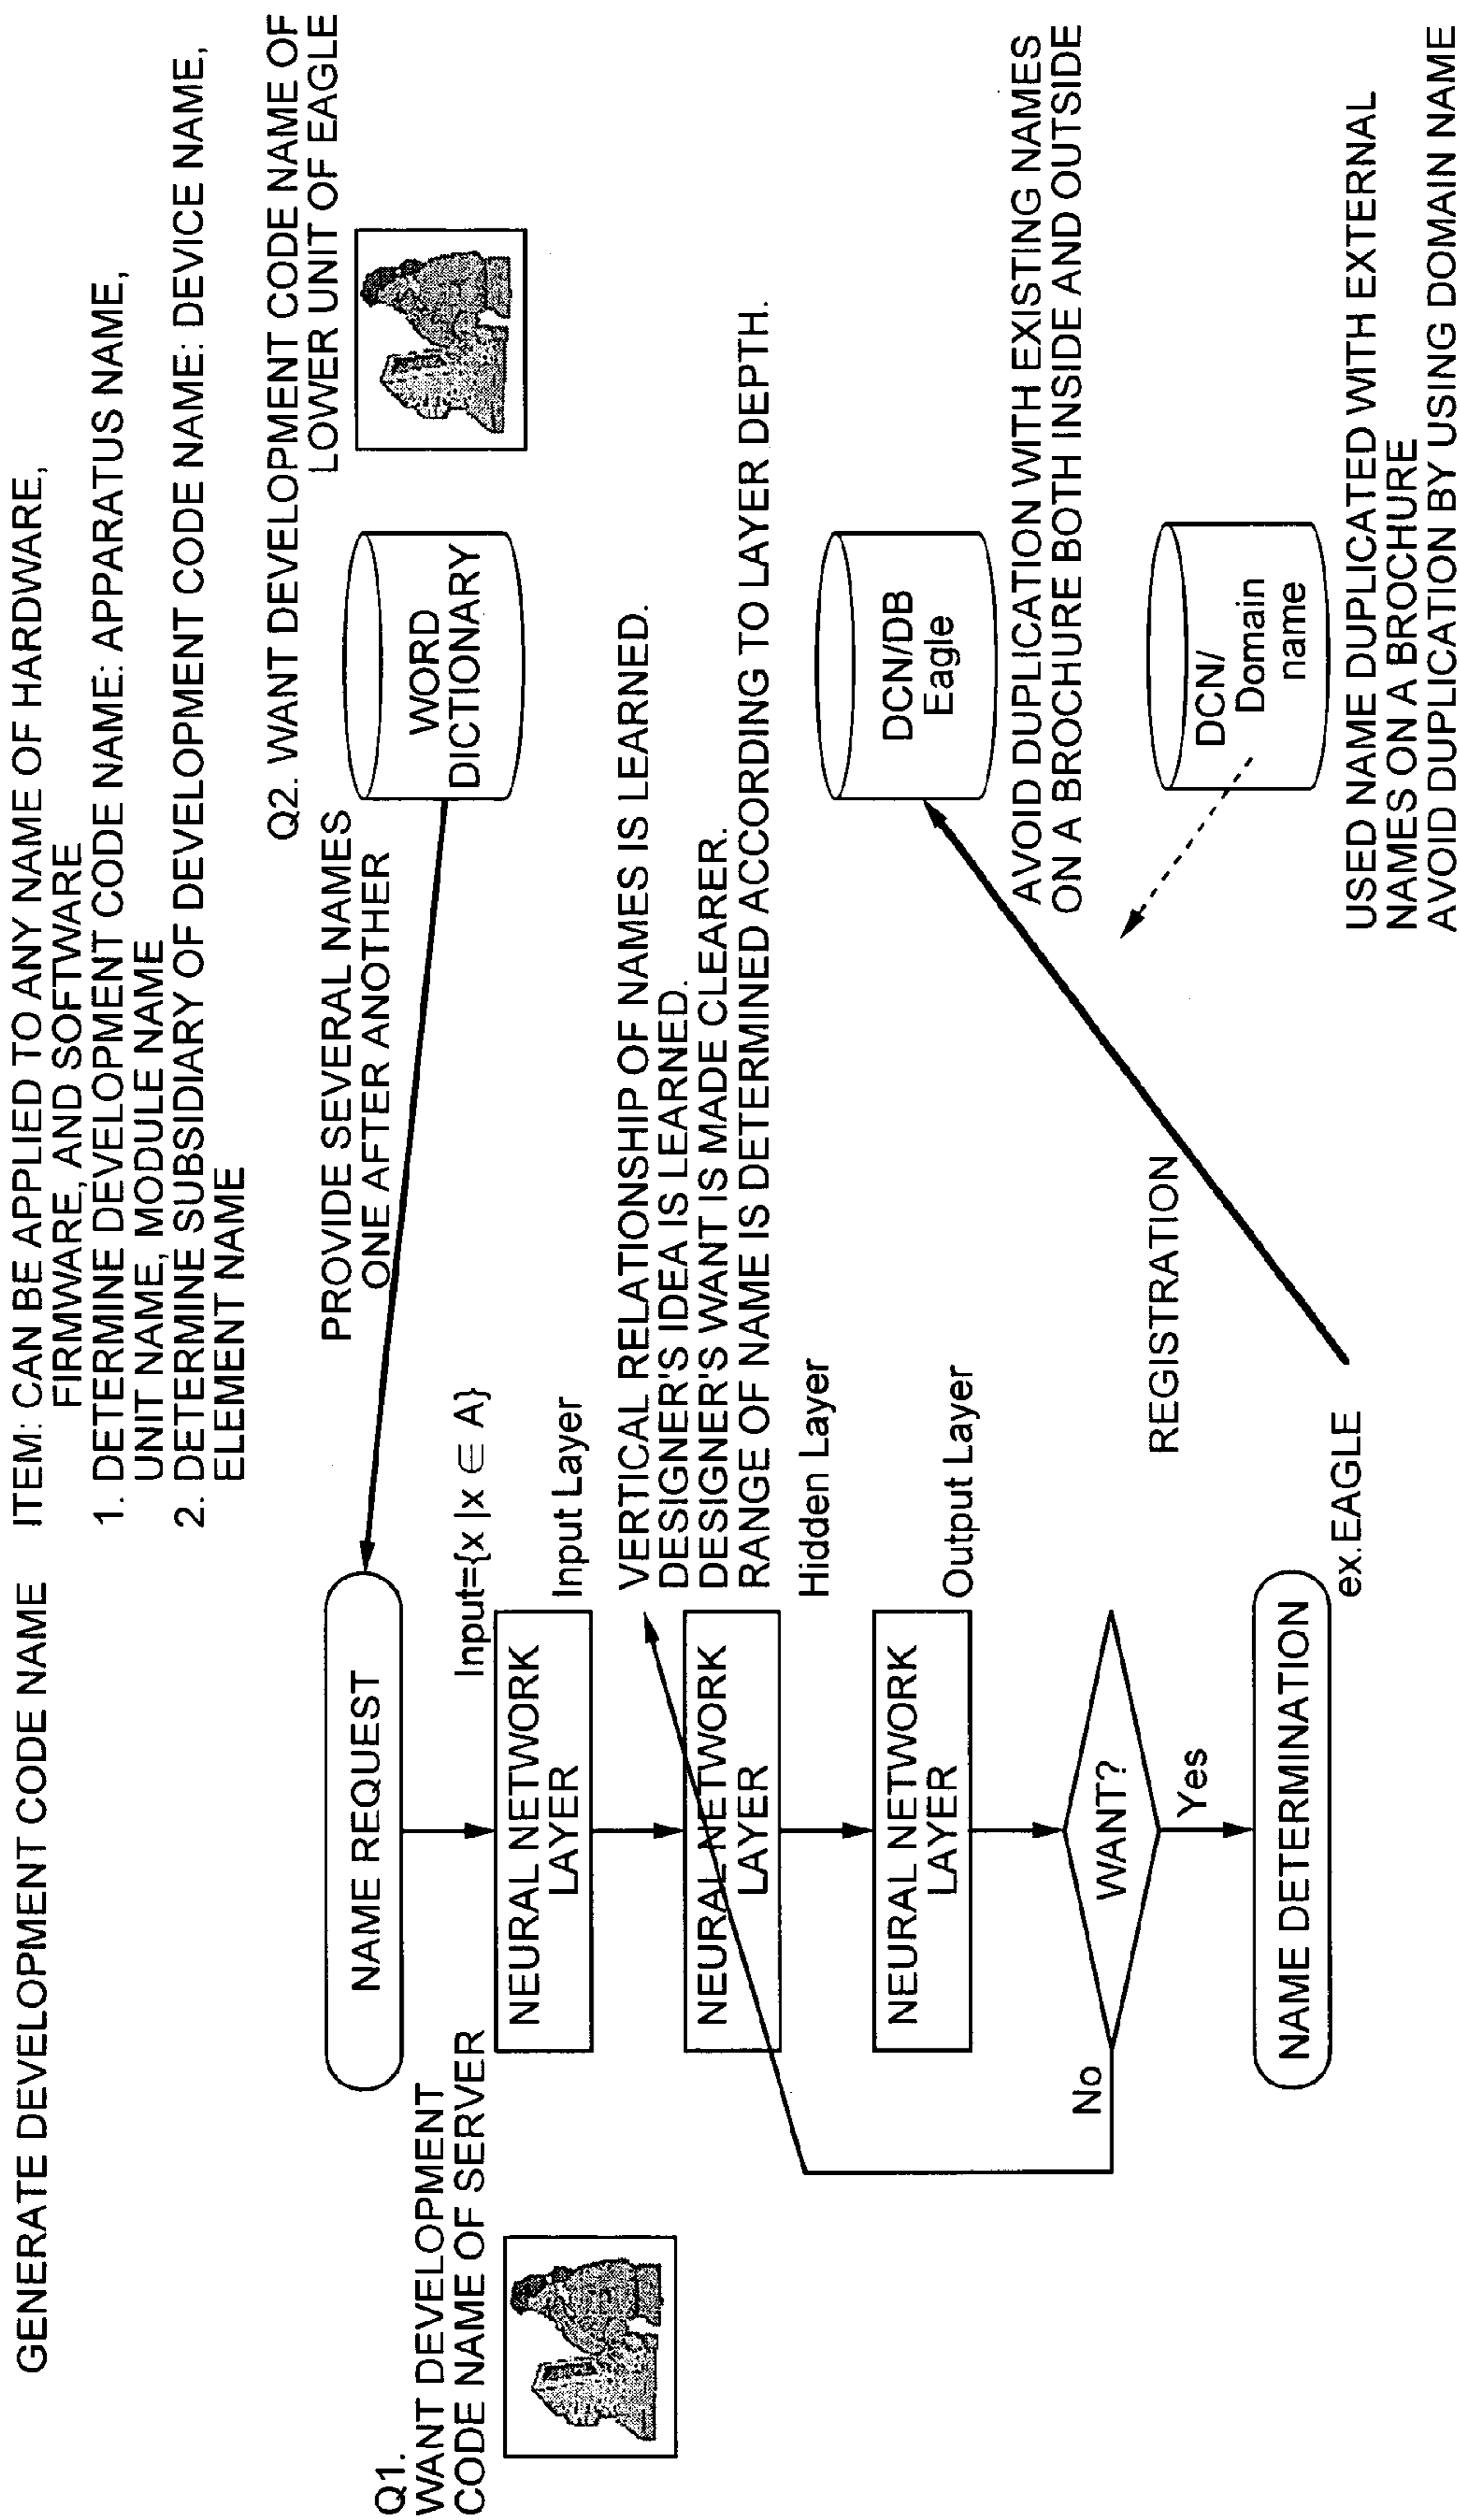 GENERATE DEVELOPMENT CODE NAME
ITEM: CAN BE APPLIED TO ANY NAME OF HARDWARE,
FIRMWARE, AND SOFTWARE
1. DETERMINE DEVELOPMENT CODE NAME: APPARATUS NAME,
UNIT NAME, MODULE NAME
2. DETERMINE SUBSIDIARY OF DEVELOPMENT CODE NAME: DEVICE NAME,
ELEMENT NAME
Q1.
WANT DEVELOPMENT
CODE NAME OF SERVER
NAME REQUEST
PROVIDE SEVERAL NAMES
ONE AFTER ANOTHER
Q2. WANT DEVELOPMENT CODE NAME OF
LOWER UNIT OF EAGLE
WORD
DICTIONARY
Input={x |x ∈ A}
NEURAL NETWORK
LAYER
Input Layer
VERTICAL RELATIONSHIP OF NAMES IS LEARNED.
DESIGNER'S IDEA IS LEARNED.
DESIGNER'S WANT IS MADE CLEARER.
RANGE OF NAME IS DETERMINED ACCORDING TO LAYER DEPTH.
NEURAL NETWORK
LAYER
Hidden Layer
NEURAL NETWORK
LAYER
Output Layer
DCN/DB
Eagle
AVOID DUPLICATION WITH EXISTING NAMES
ON A BROCHURE BOTH INSIDE AND OUTSIDE
WANT?
No
Yes
REGISTRATION
DCN/
Domain
name
NAME DETERMINATION
ex.EAGLE
USED NAME DUPLICATED WITH EXTERNAL
NAMES ON A BROCHURE
AVOID DUPLICATION BY USING DOMAIN NAME